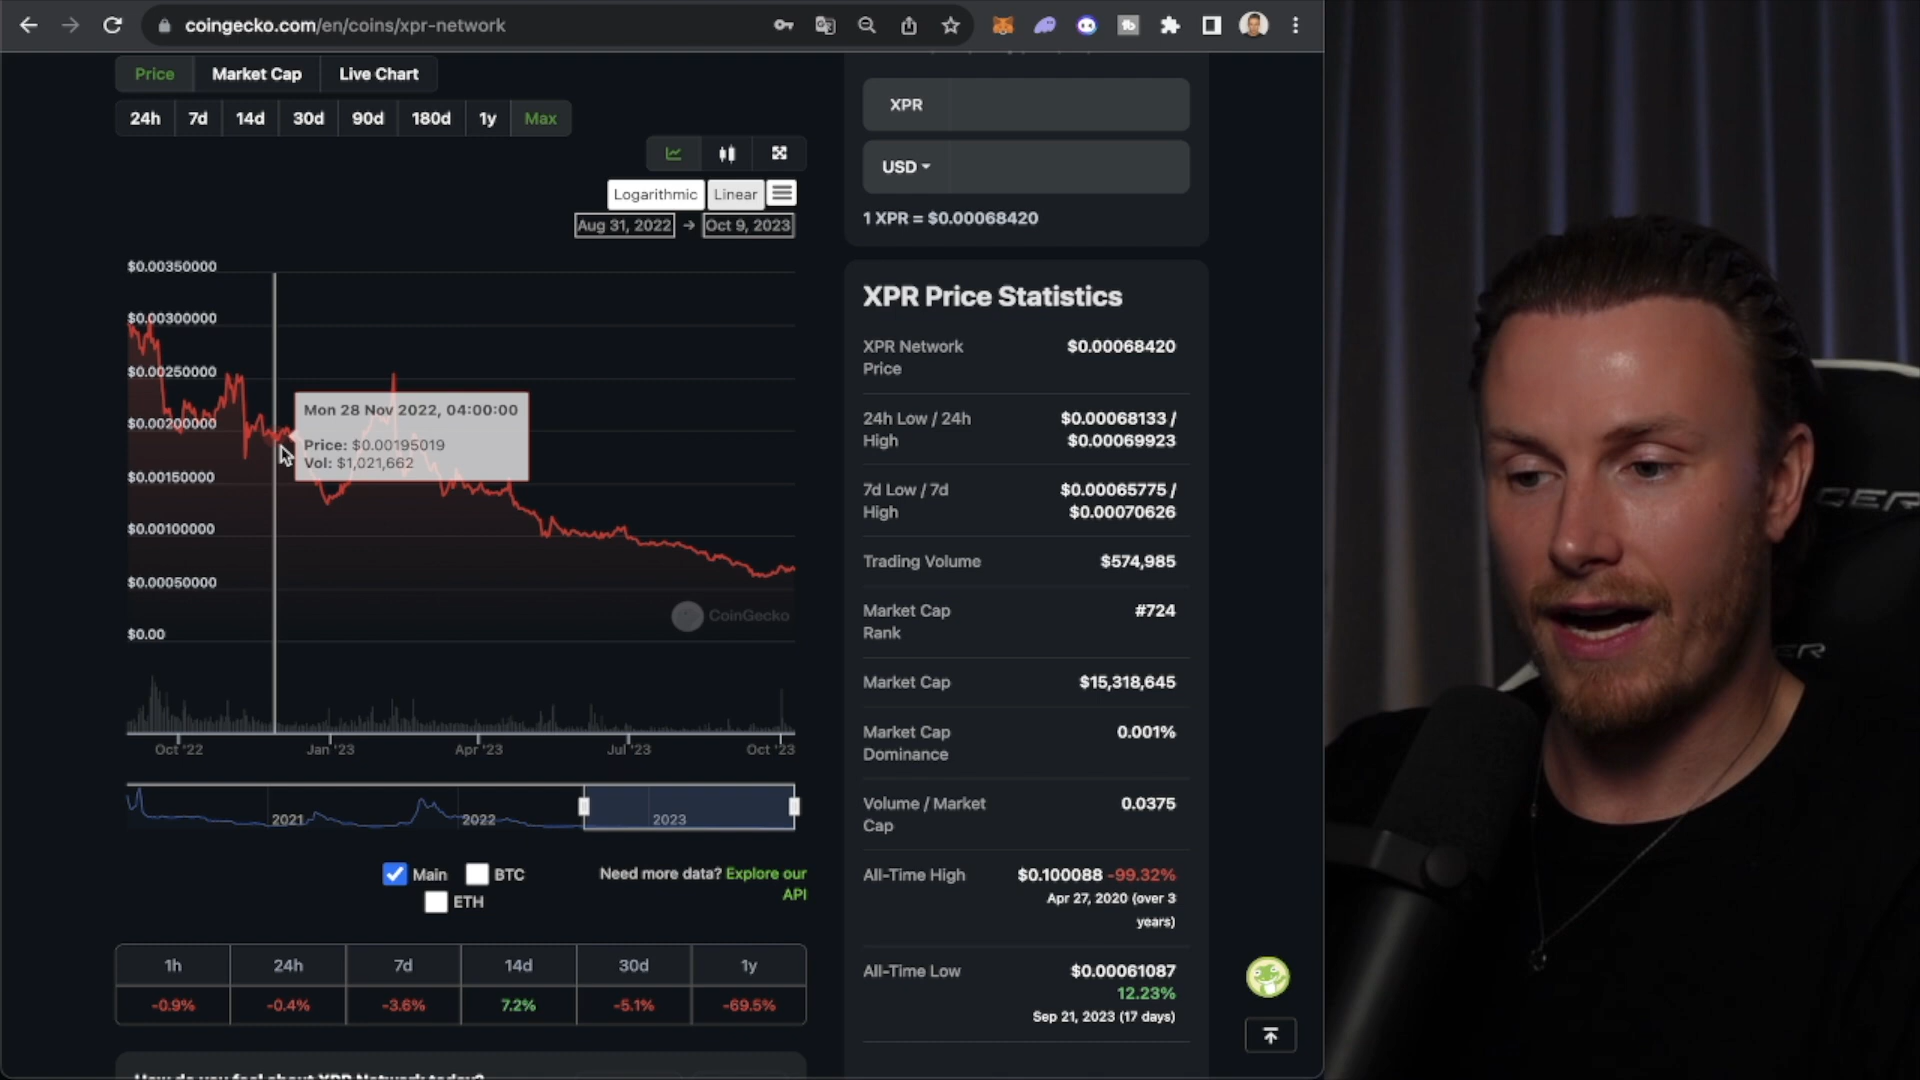 coingecko.com/en/coins/xpr-network
Price Market Cap Live Chart
24h 7d 14d 30d 90d 180d 1y Max
Logarithmic Linear
Aug 31, 2022 → Oct 9, 2023
$0.00350000
$0.00300000
$0.00250000
$0.00200000
$0.00150000
$0.00100000
$0.00050000
$0.00
Mon 28 Nov 2022, 04:00:00
Price: $0.00195019
Vol: $1,021,662
CoinGecko
Oct '22 Jan '23 Apr '23 Jul '23 Oct '23
2021 2022 2023
Main BTC
ETH
Need more data? Explore our
API
1h 24h 7d 14d 30d 1y
-0.9% -0.4% -3.6% 7.2% -5.1% -69.5%
How do you feel about XPR Network today?
XPR
USD
1 XPR = $0.00068420
XPR Price Statistics
XPR Network
Price
$0.00068420
24h Low / 24h
High
$0.00068133 /
$0.00069923
7d Low / 7d
High
$0.00065775 /
$0.00070626
Trading Volume $574,985
Market Cap
Rank
#724
Market Cap $15,318,645
Market Cap
Dominance
0.001%
Volume / Market
Cap
0.0375
All-Time High $0.100088 -99.32%
Apr 27, 2020 (over 3
years)
All-Time Low $0.00061087
12.23%
Sep 21, 2023 (17 days)